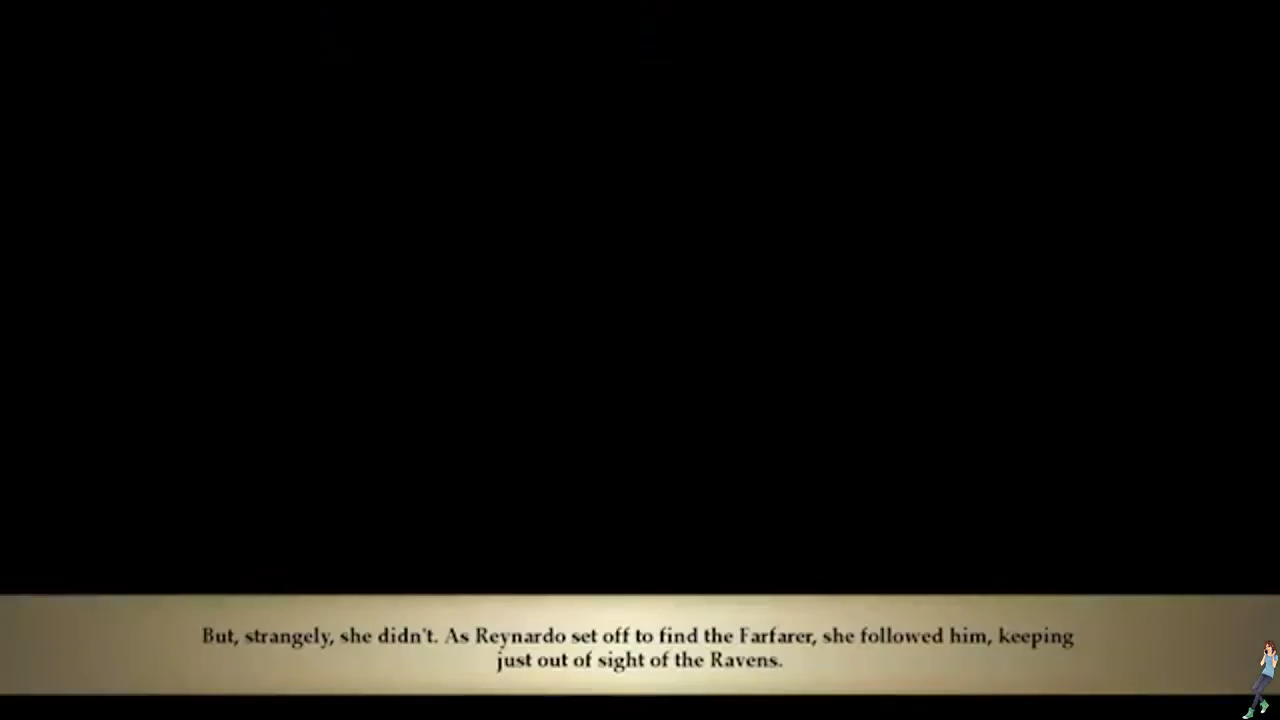 But, strangely, she didn't. As Reynardo set off to find the Farfarer, she followed him, keeping
just out of sight of the Ravens.